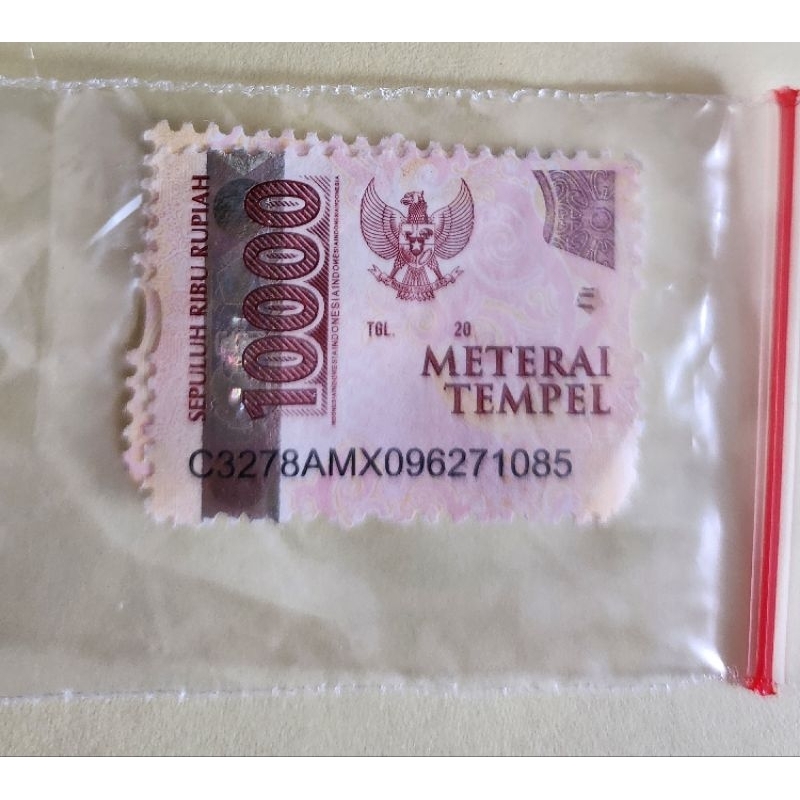 SEPULUH RIBU RUPIAH
10000
TGL. 20
METERAI
TEMPEL
C3278AMX096271085